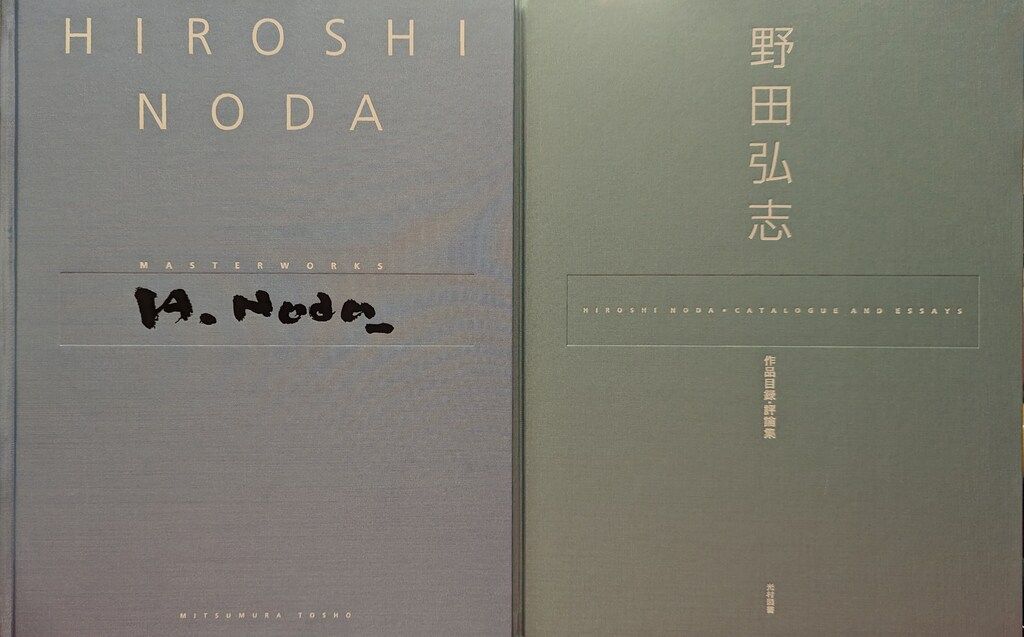 HIROSHI
NODA
MASTERWORKS
H. Noda
MITSUMURA TOSHO
野田弘志
HIROSHI NODA・CATALOGUE AND ESSAYS
作品目録・評論集
光村図書